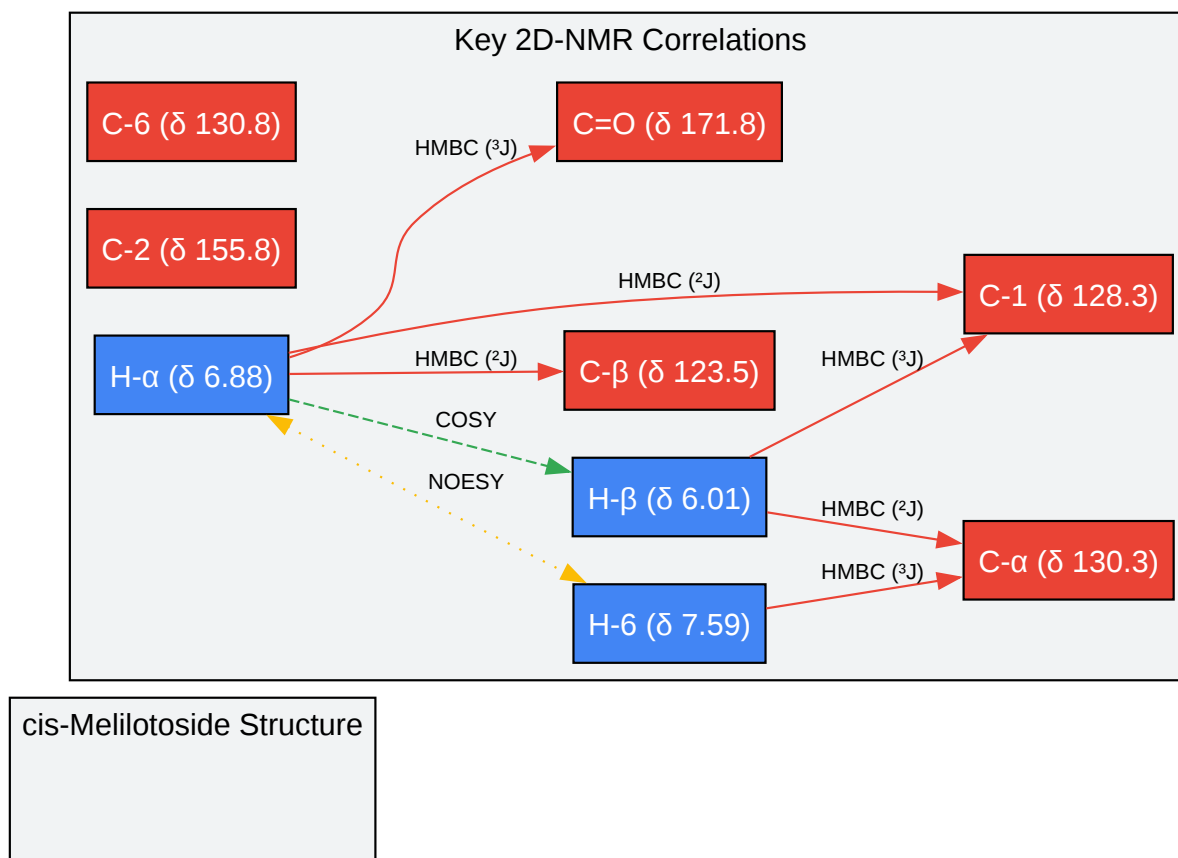 Key 2D-NMR Correlations
C-6 (δ 130.8)
C=O (δ 171.8)
HMBC (³J)
C-2 (δ 155.8)
HMBC (²J)
C-1 (δ 128.3)
H-α (δ 6.88)
HMBC (²J)
C-β (δ 123.5)
HMBC (³J)
COSY
NOESY
H-β (δ 6.01)
HMBC (²J)
C-α (δ 130.3)
HMBC (³J)
H-6 (δ 7.59)
cis-Melilotoside Structure